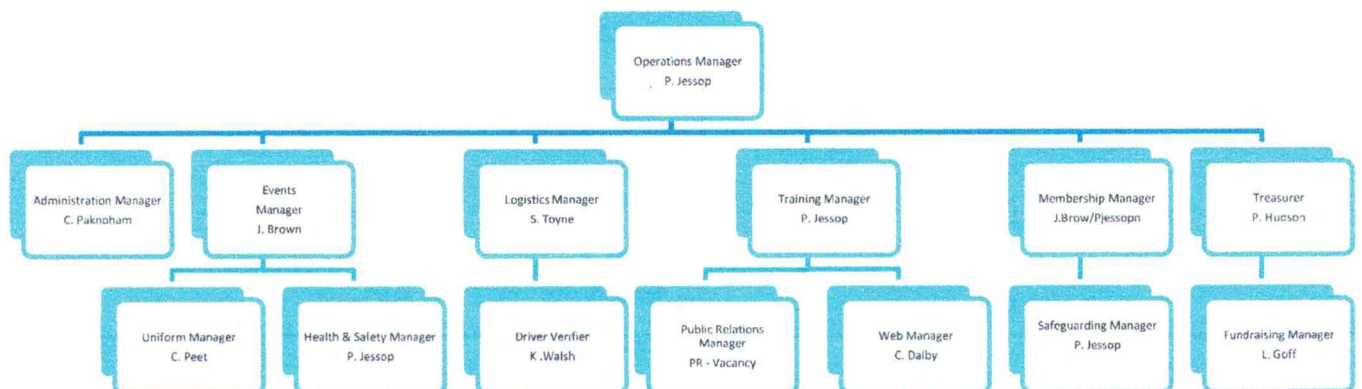 Operations Manager
P. Jessop
Administration Manager
C. Paknoham
Events
Manager
J. Brown
Logistics Manager
S. Toyne
Training Manager
P. Jessop
Membership Manager
J.Brow/Pjessopn
Treasurer
P. Hudson
Uniform Manager
C. Peet
Health & Safety Manager
P. Jessop
Driver Verifier
K .Walsh
Public Relations
Manager
PR - Vacancy
Web Manager
C. Dalby
Safeguarding Manager
P. Jessop
Fundraising Manager
L. Goff